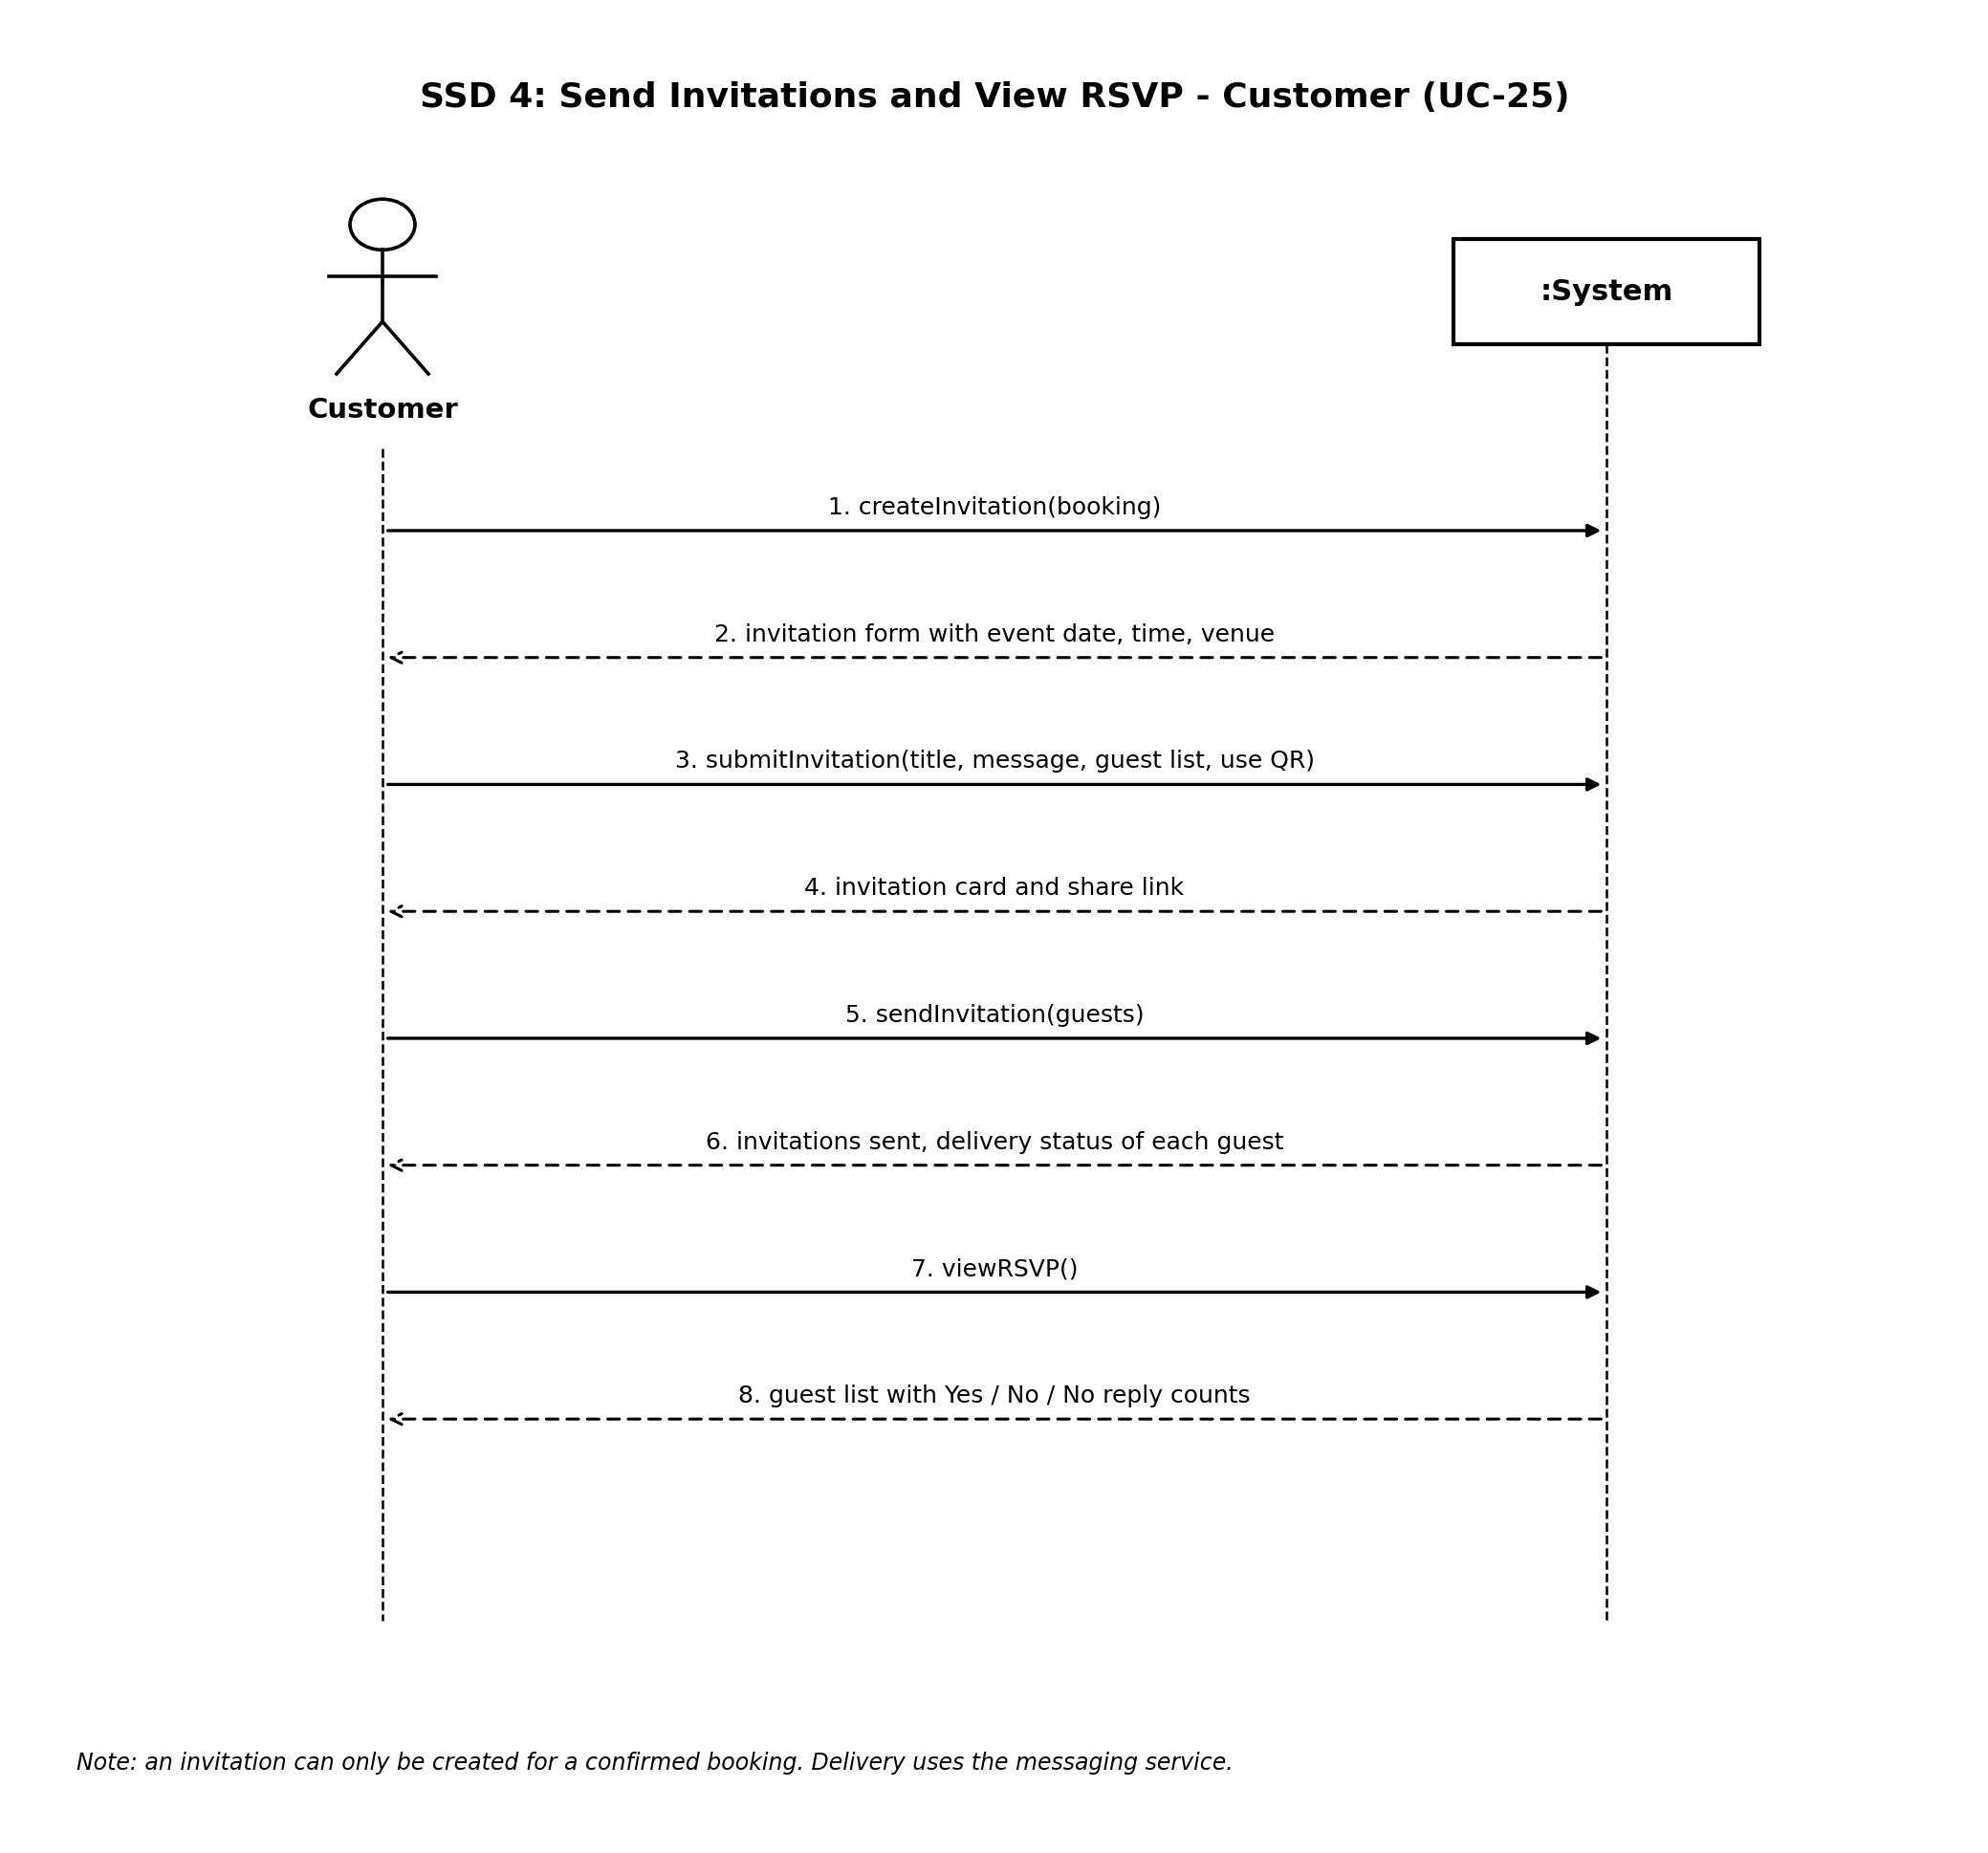 SSD 4: Send Invitations and View RSVP - Customer (UC-25)
:System
Customer
1. createInvitation(booking)
2. invitation form with event date, time, venue
3. submitInvitation(title, message, guest list, use QR)
4. invitation card and share link
5. sendInvitation(guests)
6. invitations sent, delivery status of each guest
7. viewRSVP()
8. guest list with Yes / No / No reply counts
Note: an invitation can only be created for a confirmed booking. Delivery uses the messaging service.